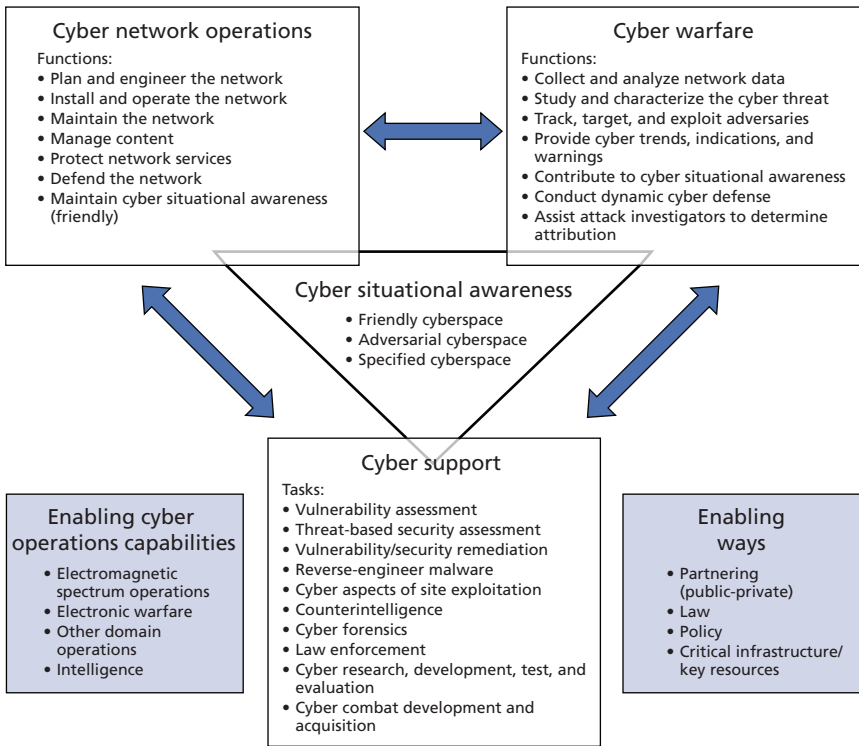 Cyber network operations
Functions:
• Plan and engineer the network
• Install and operate the network
• Maintain the network
• Manage content
• Protect network services
• Defend the network
• Maintain cyber situational awareness
(friendly)
Cyber warfare
Functions:
• Collect and analyze network data
• Study and characterize the cyber threat
• Track, target, and exploit adversaries
• Provide cyber trends, indications, and
warnings
• Contribute to cyber situational awareness
• Conduct dynamic cyber defense
• Assist attack investigators to determine
attribution
Cyber situational awareness
• Friendly cyberspace
• Adversarial cyberspace
• Specified cyberspace
Cyber support
Tasks:
• Vulnerability assessment
• Threat-based security assessment
• Vulnerability/security remediation
• Reverse-engineer malware
• Cyber aspects of site exploitation
• Counterintelligence
• Cyber forensics
• Law enforcement
• Cyber research, development, test, and
evaluation
• Cyber combat development and
acquisition
Enabling cyber
operations capabilities
• Electromagnetic
spectrum operations
• Electronic warfare
• Other domain
operations
• Intelligence
Enabling
ways
• Partnering
(public-private)
• Law
• Policy
• Critical infrastructure/
key resources